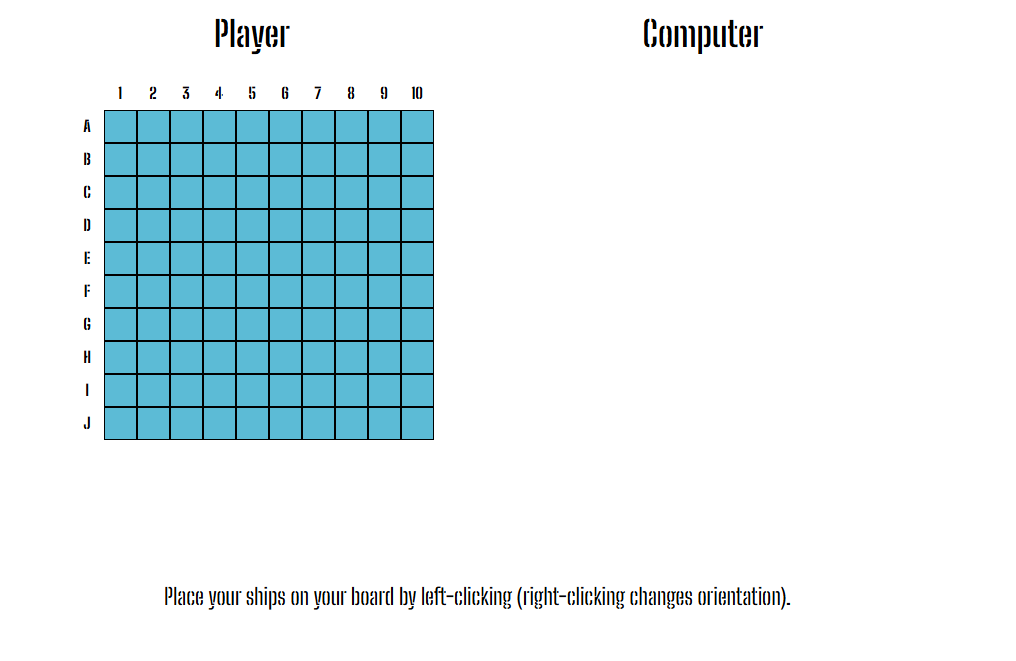 Player Computer
1 2 3 4 5 6 7 8 9 10
A
B
C
D
E
F
G
H
I
J
Place your ships on your board by left-clicking (right-clicking changes orientation).